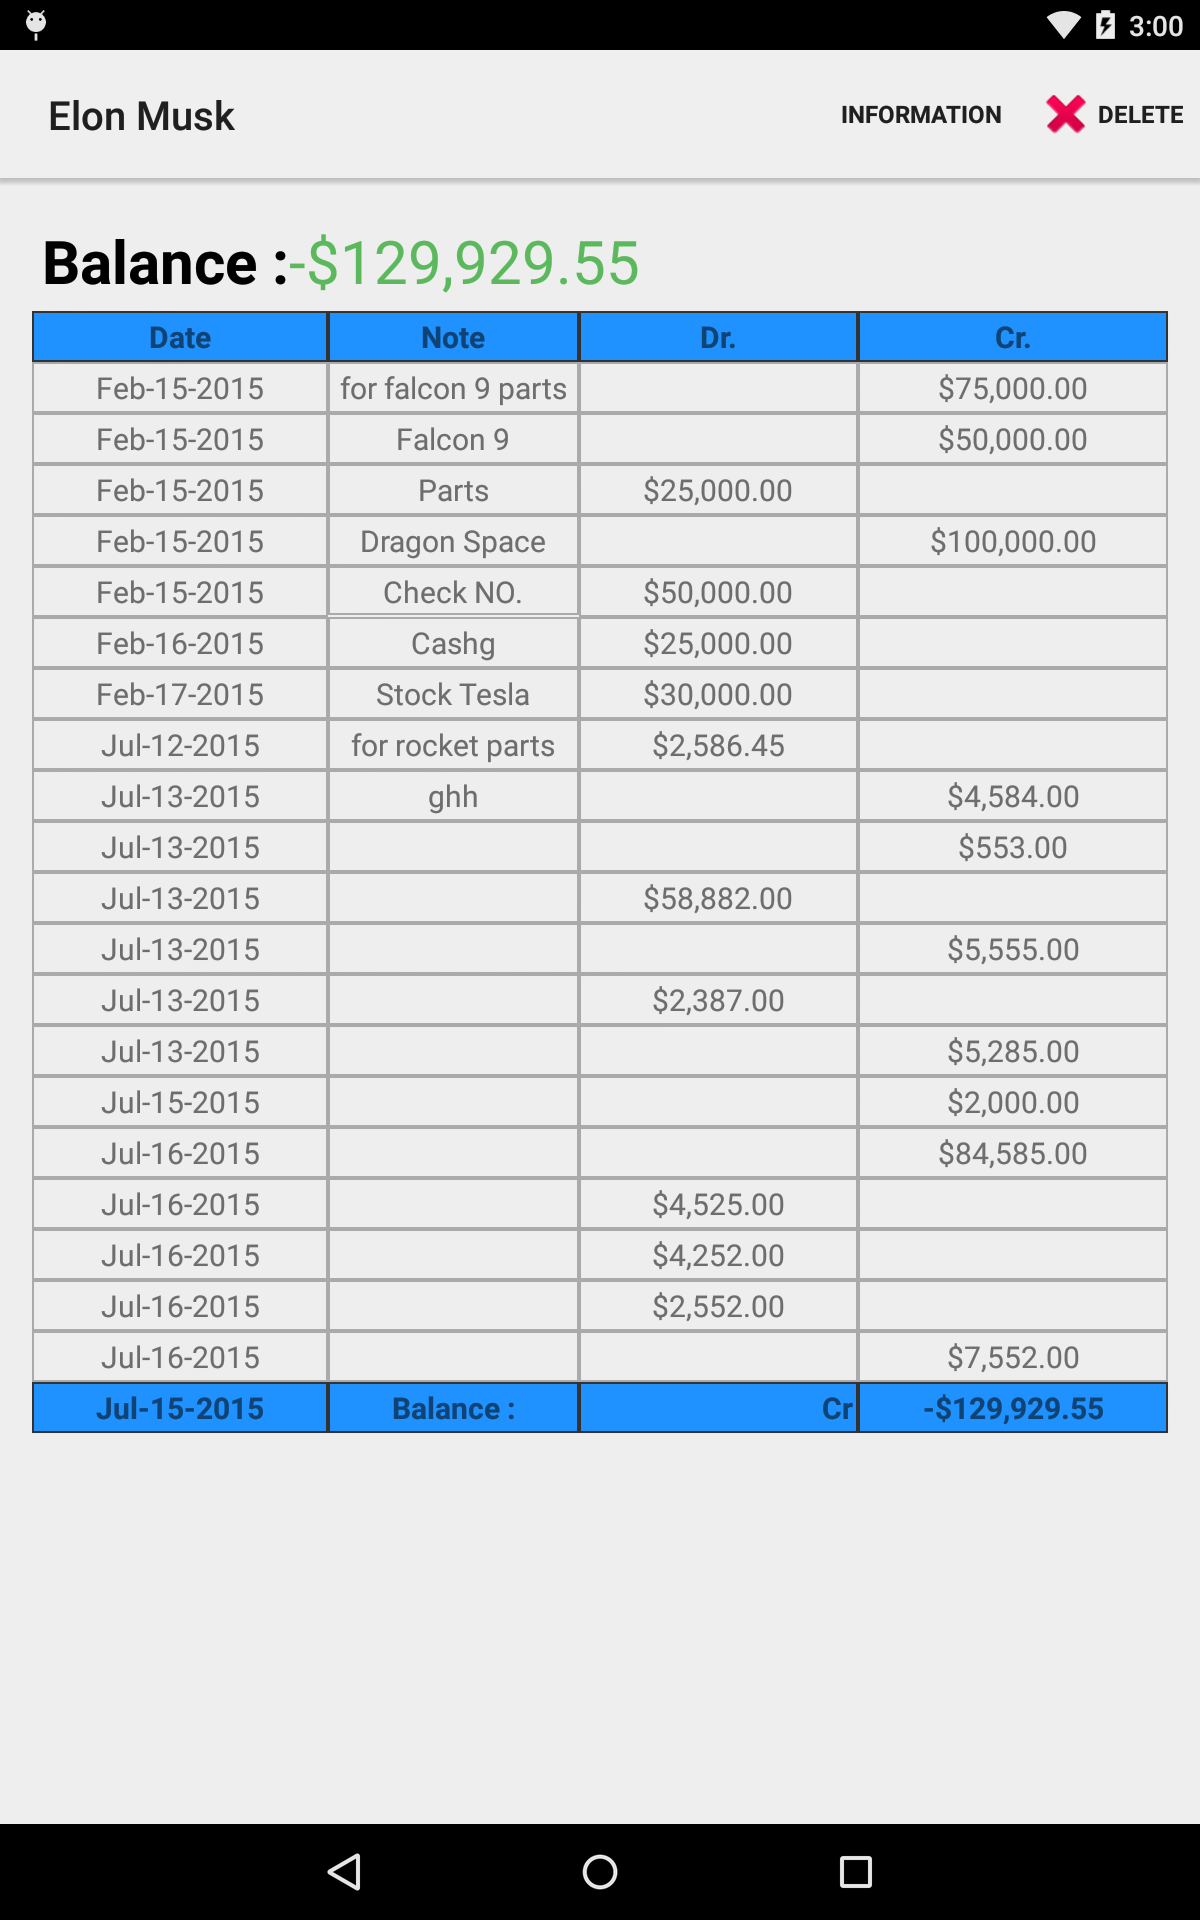 3:00
Elon Musk INFORMATION DELETE
Balance :-$129,929.55
Date Note Dr. Cr.
Feb-15-2015 for falcon 9 parts $75,000.00
Feb-15-2015 Falcon 9 $50,000.00
Feb-15-2015 Parts $25,000.00
Feb-15-2015 Dragon Space $100,000.00
Feb-15-2015 Check NO. $50,000.00
Feb-16-2015 Cashg $25,000.00
Feb-17-2015 Stock Tesla $30,000.00
Jul-12-2015 for rocket parts $2,586.45
Jul-13-2015 ghh $4,584.00
Jul-13-2015 $553.00
Jul-13-2015 $58,882.00
Jul-13-2015 $5,555.00
Jul-13-2015 $2,387.00
Jul-13-2015 $5,285.00
Jul-15-2015 $2,000.00
Jul-16-2015 $84,585.00
Jul-16-2015 $4,525.00
Jul-16-2015 $4,252.00
Jul-16-2015 $2,552.00
Jul-16-2015 $7,552.00
Jul-15-2015 Balance : Cr -$129,929.55